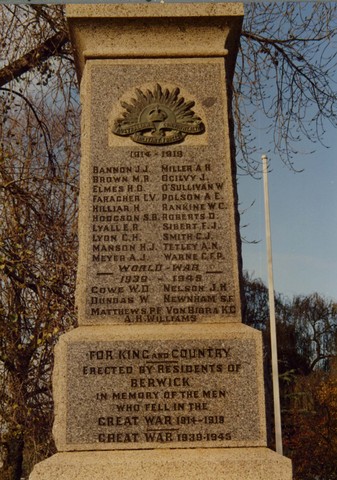 1914 - 1918
BANNON J.J. MILLER A.R.
BROWN M.R. OGILVY J.
ELMES H.O. O'SULLIVAN W.
FARAGHER L.V. POLSON A.E.
HILLIAR H. RANKINE W.C.
HODGSON S.R. ROBERTS D.
LYALL E.R. SIBERT F.J.
LYON C.H. SMITH C.J.
MANSON H.J. TETLEY A.K.
MEYER A.J. WARNE C.F.P.
WORLD - WAR
1939 - 1945
GOWE W.D. NELSON J.H.
DUNDAS W. NEWNHAM S.F.
MATTHEWS P.F. VON BIBRA K.C.
A.H. WILLIAMS
FOR KING AND COUNTRY
ERECTED BY RESIDENTS OF
BERWICK
IN MEMORY OF THE MEN
WHO FELL IN THE
GREAT WAR 1914-1918
GREAT WAR 1939-1945